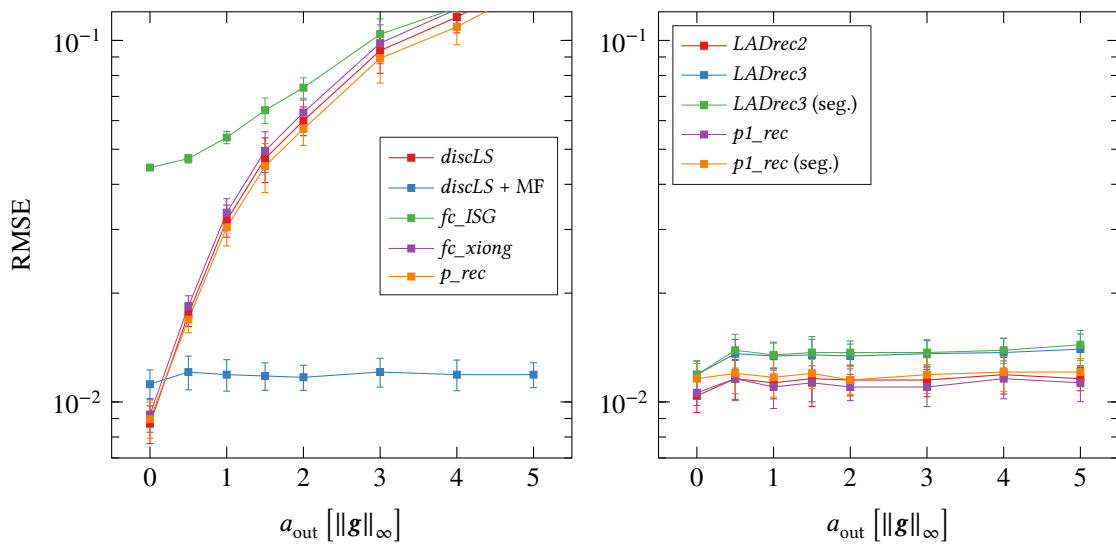 10⁻¹
10⁻²
RMSE
0 1 2 3 4 5
a_out [‖g‖_∞]
discLS
discLS + MF
fc_ISG
fc_xiong
p_rec
10⁻¹
10⁻²
0 1 2 3 4 5
a_out [‖g‖_∞]
LADrec2
LADrec3
LADrec3 (seg.)
p1_rec
p1_rec (seg.)